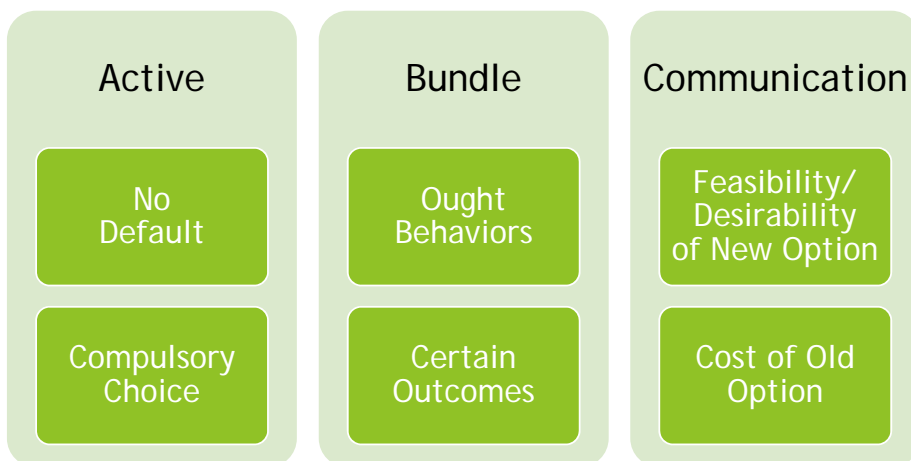 Active
No
Default
Compulsory
Choice
Bundle
Ought
Behaviors
Certain
Outcomes
Communication
Feasibility/
Desirability
of New Option
Cost of Old
Option